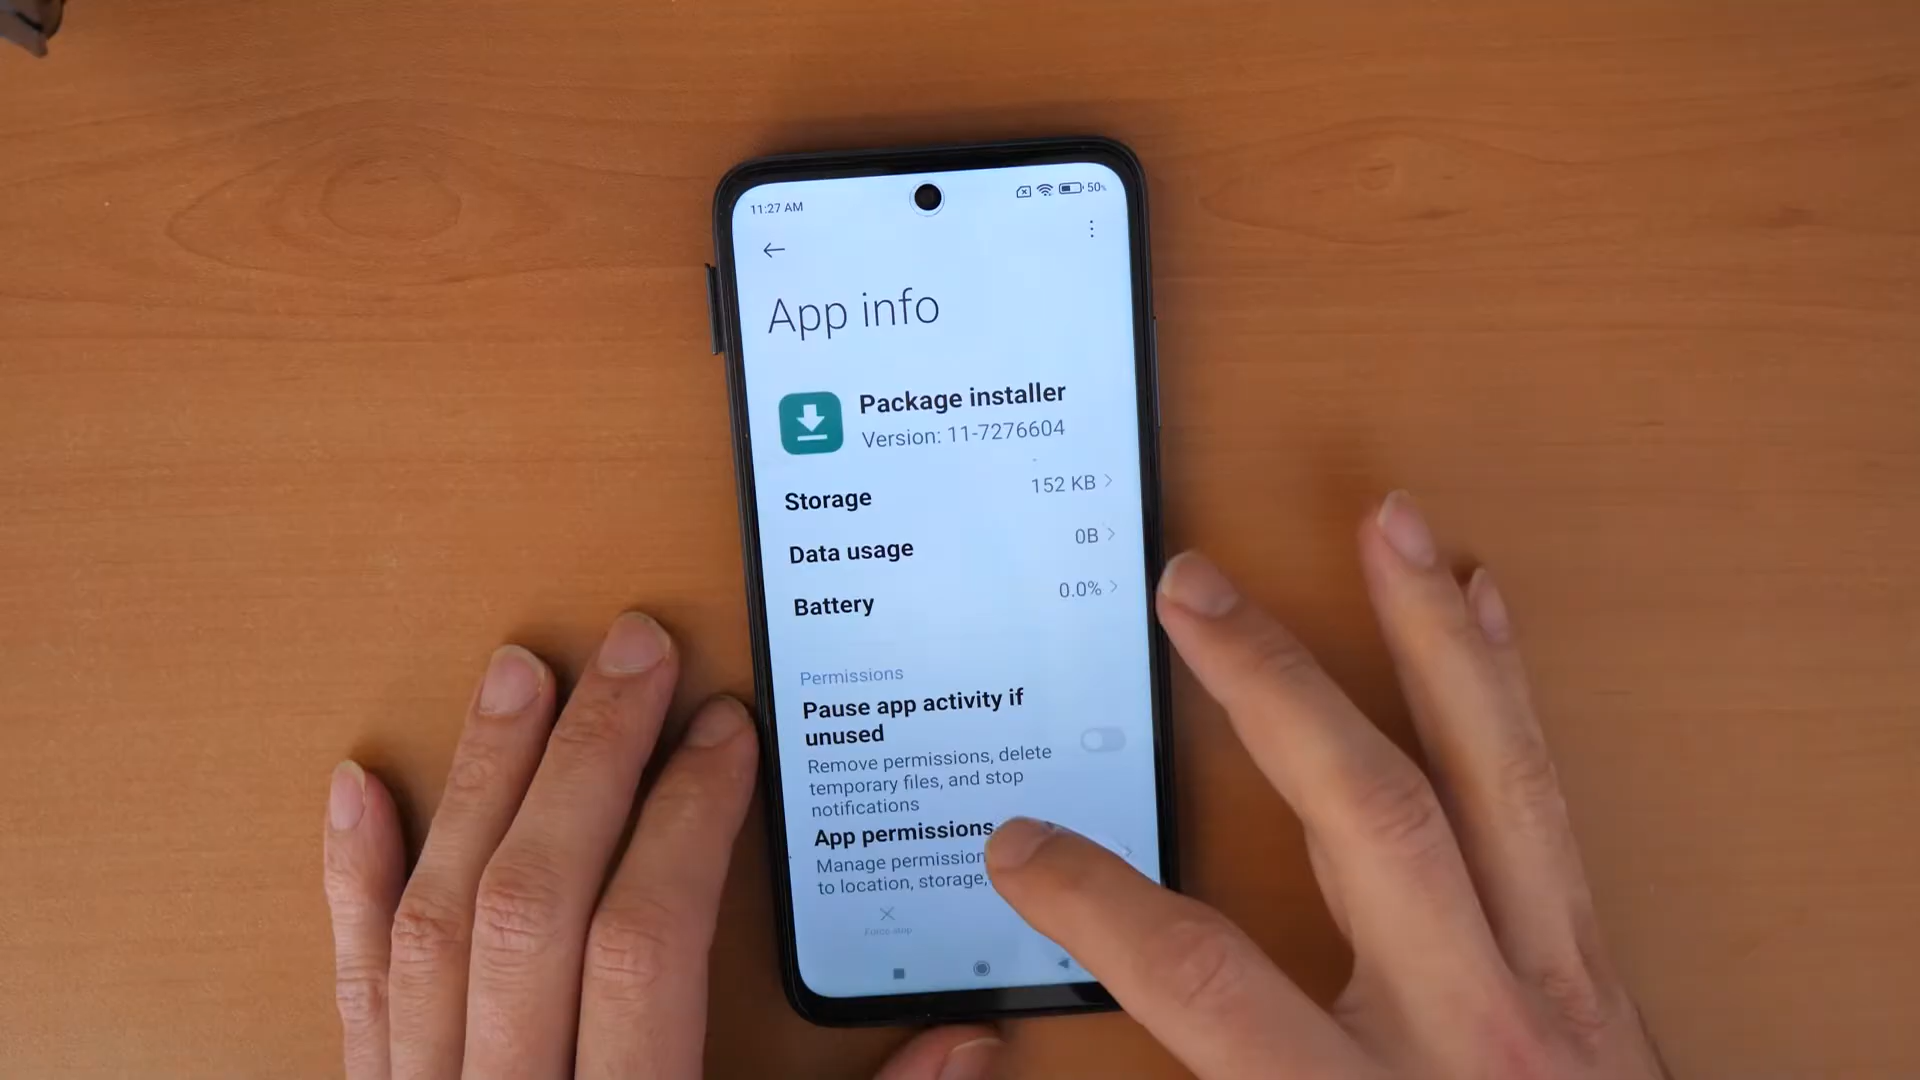 11:27 AM
50%
App info
Package installer
Version: 11-7276604
Storage
152 KB
Data usage
0B
Battery
0.0%
Permissions
Pause app activity if
unused
Remove permissions, delete
temporary files, and stop
notifications
App permissions
Manage permission
to location, storage,
Force stop